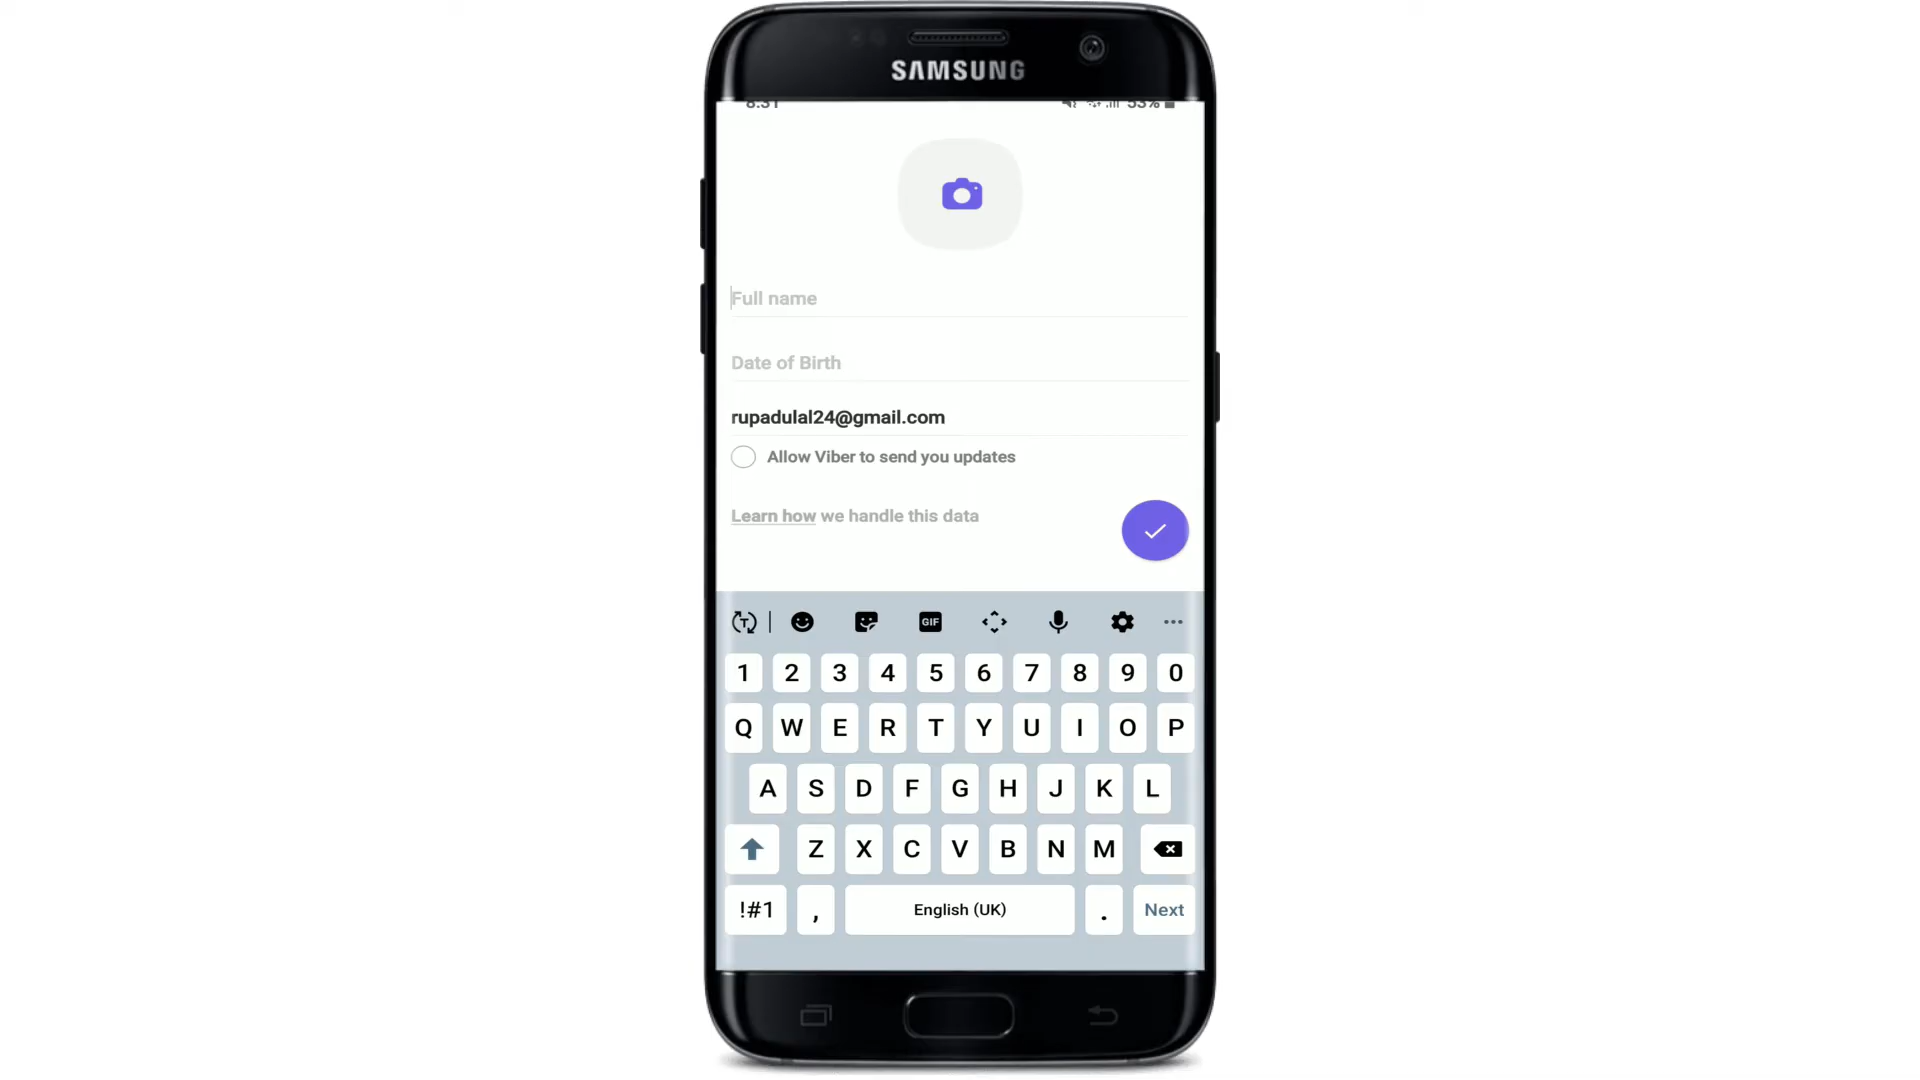 SAMSUNG
8:31 53%
Full name
Date of Birth
rupadulal24@gmail.com
Allow Viber to send you updates
Learn how we handle this data
T GIF
1 2 3 4 5 6 7 8 9 0
Q W E R T Y U I O P
A S D F G H J K L
Z X C V B N M
!#1 , English (UK) . Next